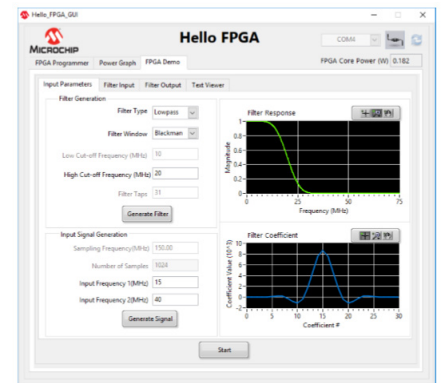 Hello_FPGA_GUI
Hello FPGA
MICROCHIP
COM4
FPGA Programmer Power Graph FPGA Demo
FPGA Core Power (W) 0.182
Input Parameters Filter Input Filter Output Text Viewer
Filter Generation
Filter Type Lowpass
Filter Window Blackman
Low Cut-off Frequency (MHz) 10
High Cut-off Frequency (MHz) 20
Filter Taps 31
Generate Filter
Filter Response
Magnitude
1
0.8
0.6
0.4
0.2
0
0 25 50 75
Frequency (MHz)
Input Signal Generation
Sampling Frequency(MHz) 150.00
Number of Samples 1024
Input Frequency 1(MHz) 15
Input Frequency 2(MHz) 40
Generate Signal
Filter Coefficient
Coefficient Value (10^3)
10
8
6
4
2
0
-2
0 5 10 15 20 25 30
Coefficient #
Start